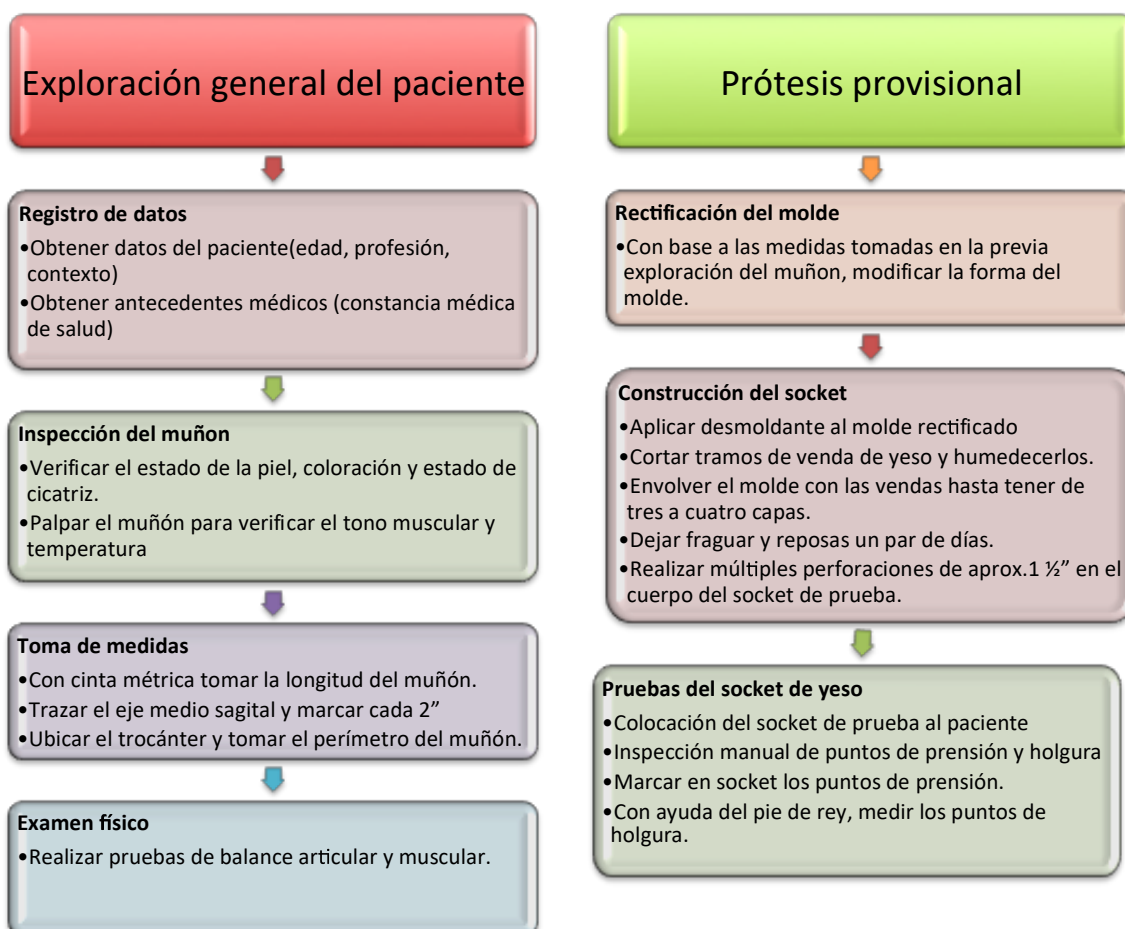 Exploración general del paciente
Registro de datos
•Obtener datos del paciente(edad, profesión,
contexto)
•Obtener antecedentes médicos (constancia médica
de salud)
Inspección del muñon
•Verificar el estado de la piel, coloración y estado de
cicatriz.
•Palpar el muñón para verificar el tono muscular y
temperatura
Toma de medidas
•Con cinta métrica tomar la longitud del muñón.
•Trazar el eje medio sagital y marcar cada 2”
•Ubicar el trocánter y tomar el perímetro del muñón.
Examen físico
•Realizar pruebas de balance articular y muscular.
Prótesis provisional
Rectificación del molde
•Con base a las medidas tomadas en la previa
exploración del muñon, modificar la forma del
molde.
Construcción del socket
•Aplicar desmoldante al molde rectificado
•Cortar tramos de venda de yeso y humedecerlos.
•Envolver el molde con las vendas hasta tener de
tres a cuatro capas.
•Dejar fraguar y reposas un par de días.
•Realizar múltiples perforaciones de aprox.1 ½” en el
cuerpo del socket de prueba.
Pruebas del socket de yeso
•Colocación del socket de prueba al paciente
•Inspección manual de puntos de prensión y holgura
•Marcar en socket los puntos de prensión.
•Con ayuda del pie de rey, medir los puntos de
holgura.